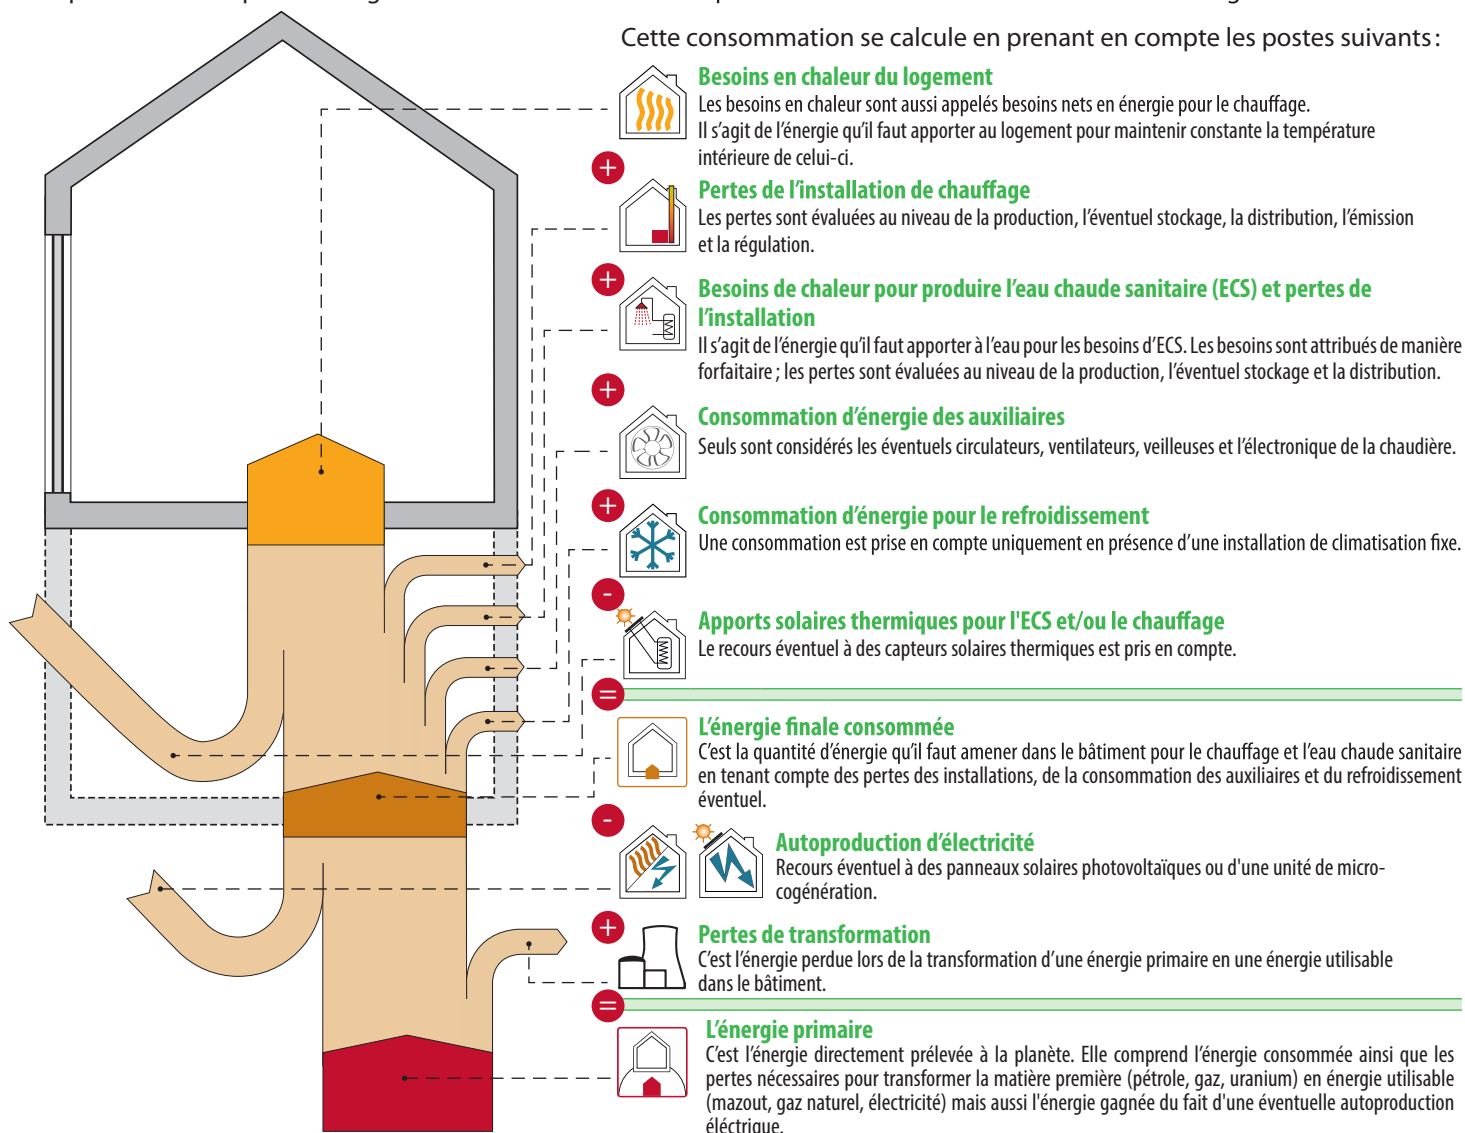 Cette consommation se calcule en prenant en compte les postes suivants :
Besoins en chaleur du logement
Les besoins en chaleur sont aussi appelés besoins nets en énergie pour le chauffage.
Il s'agit de l'énergie qu'il faut apporter au logement pour maintenir constante la température
intérieure de celui-ci.
+
Pertes de l'installation de chauffage
Les pertes sont évaluées au niveau de la production, l'éventuel stockage, la distribution, l'émission
et la régulation.
+
Besoins de chaleur pour produire l'eau chaude sanitaire (ECS) et pertes de
l'installation
Il s'agit de l'énergie qu'il faut apporter à l'eau pour les besoins d'ECS. Les besoins sont attribués de manière
forfaitaire ; les pertes sont évaluées au niveau de la production, l'éventuel stockage et la distribution.
+
Consommation d'énergie des auxiliaires
Seuls sont considérés les éventuels circulateurs, ventilateurs, veilleuses et l'électronique de la chaudière.
+
Consommation d'énergie pour le refroidissement
Une consommation est prise en compte uniquement en présence d'une installation de climatisation fixe.
-
Apports solaires thermiques pour l'ECS et/ou le chauffage
Le recours éventuel à des capteurs solaires thermiques est pris en compte.
=
L'énergie finale consommée
C'est la quantité d'énergie qu'il faut amener dans le bâtiment pour le chauffage et l'eau chaude sanitaire
en tenant compte des pertes des installations, de la consommation des auxiliaires et du refroidissement
éventuel.
-
Autoproduction d'électricité
Recours éventuel à des panneaux solaires photovoltaïques ou d'une unité de micro-
cogénération.
+
Pertes de transformation
C'est l'énergie perdue lors de la transformation d'une énergie primaire en une énergie utilisable
dans le bâtiment.
=
L'énergie primaire
C'est l'énergie directement prélevée à la planète. Elle comprend l'énergie consommée ainsi que les
pertes nécessaires pour transformer la matière première (pétrole, gaz, uranium) en énergie utilisable
(mazout, gaz naturel, électricité) mais aussi l'énergie gagnée du fait d'une éventuelle autoproduction
éléctrique.